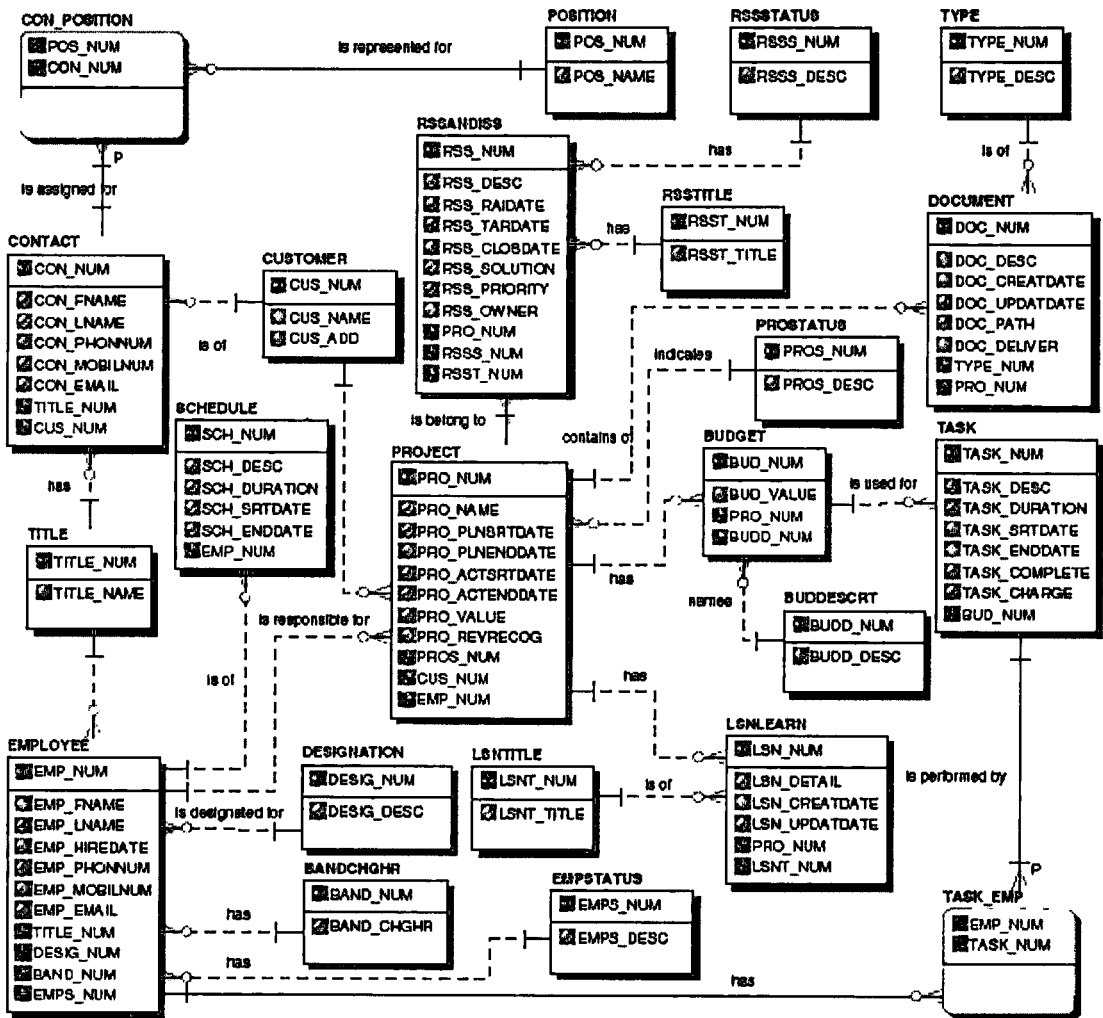 CON_POSITION
POS_NUM
CON_NUM
is represented for
POSITION
POS_NUM
POS_NAME
RSSSTATUS
RSSS_NUM
RSSS_DESC
TYPE
TYPE_NUM
TYPE_DESC
P
is assigned for
RSSANDISS
RSS_NUM
RSS_DESC
RSS_RAIDATE
RSS_TARDATE
RSS_CLOSDATE
RSS_SOLUTION
RSS_PRIORITY
RSS_OWNER
PRO_NUM
RSSS_NUM
RSST_NUM
has
is of
has
RSSTITLE
RSST_NUM
RSST_TITLE
DOCUMENT
DOC_NUM
DOC_DESC
DOC_CREATDATE
DOC_UPDATDATE
DOC_PATH
DOC_DELIVER
TYPE_NUM
PRO_NUM
CONTACT
CON_NUM
CON_FNAME
CON_LNAME
CON_PHONNUM
CON_MOBILNUM
CON_EMAIL
TITLE_NUM
CUS_NUM
CUSTOMER
CUS_NUM
CUS_NAME
CUS_ADD
is of
PROSTATUS
PROS_NUM
PROS_DESC
indicates
SCHEDULE
SCH_NUM
SCH_DESC
SCH_DURATION
SCH_SRTDATE
SCH_ENDDATE
EMP_NUM
is belong to
contains of
PROJECT
PRO_NUM
PRO_NAME
PRO_PLNSRTDATE
PRO_PLNENDDATE
PRO_ACTSRTDATE
PRO_ACTENDDATE
PRO_VALUE
PRO_REVRECOG
PROS_NUM
CUS_NUM
EMP_NUM
BUDGET
BUD_NUM
BUD_VALUE
PRO_NUM
BUDD_NUM
is used for
TASK
TASK_NUM
TASK_DESC
TASK_DURATION
TASK_SRTDATE
TASK_ENDDATE
TASK_COMPLETE
TASK_CHARGE
BUD_NUM
has
TITLE
TITLE_NUM
TITLE_NAME
has
names
BUDDESCRT
BUDD_NUM
BUDD_DESC
is responsible for
is of
has
EMPLOYEE
EMP_NUM
EMP_FNAME
EMP_LNAME
EMP_HIREDATE
EMP_PHONNUM
EMP_MOBILNUM
EMP_EMAIL
TITLE_NUM
DESIG_NUM
BAND_NUM
EMPS_NUM
is designated for
DESIGNATION
DESIG_NUM
DESIG_DESC
LSNTITLE
LSNT_NUM
LSNT_TITLE
is of
LSNLEARN
LSN_NUM
LSN_DETAIL
LSN_CREATDATE
LSN_UPDATDATE
PRO_NUM
LSNT_NUM
is performed by
P
BANDCHGHR
BAND_NUM
BAND_CHGHR
has
EMPSTATUS
EMPS_NUM
EMPS_DESC
has
TASK_EMP
EMP_NUM
TASK_NUM
has